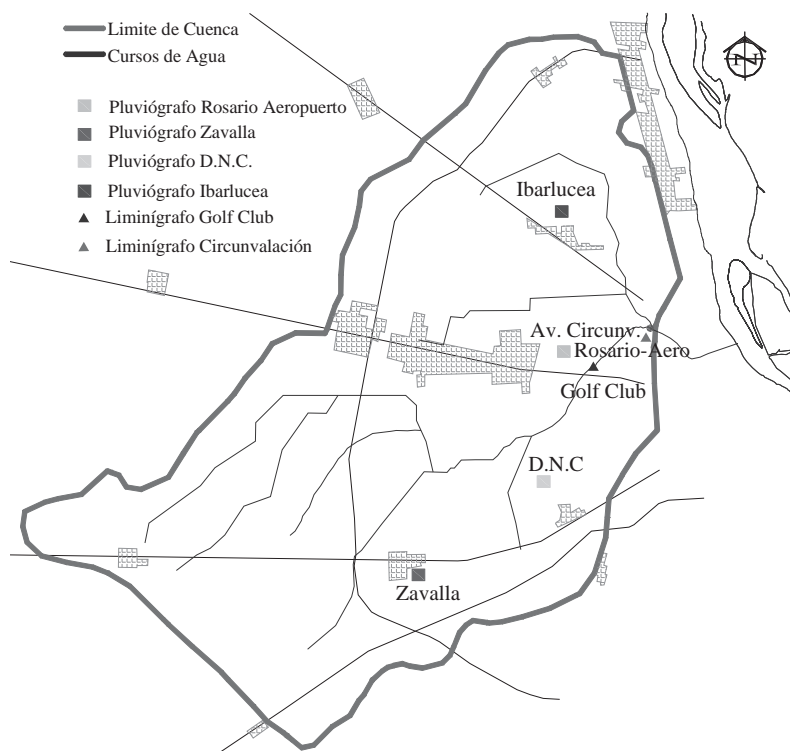 Limite de Cuenca
Cursos de Agua
N
Pluviógrafo Rosario Aeropuerto
Pluviógrafo Zavalla
Pluviógrafo D.N.C.
Pluviógrafo Ibarlucea
Liminígrafo Golf Club
Liminígrafo Circunvalación
Ibarlucea
Av. Circunv.
Rosario-Aero
Golf Club
D.N.C
Zavalla